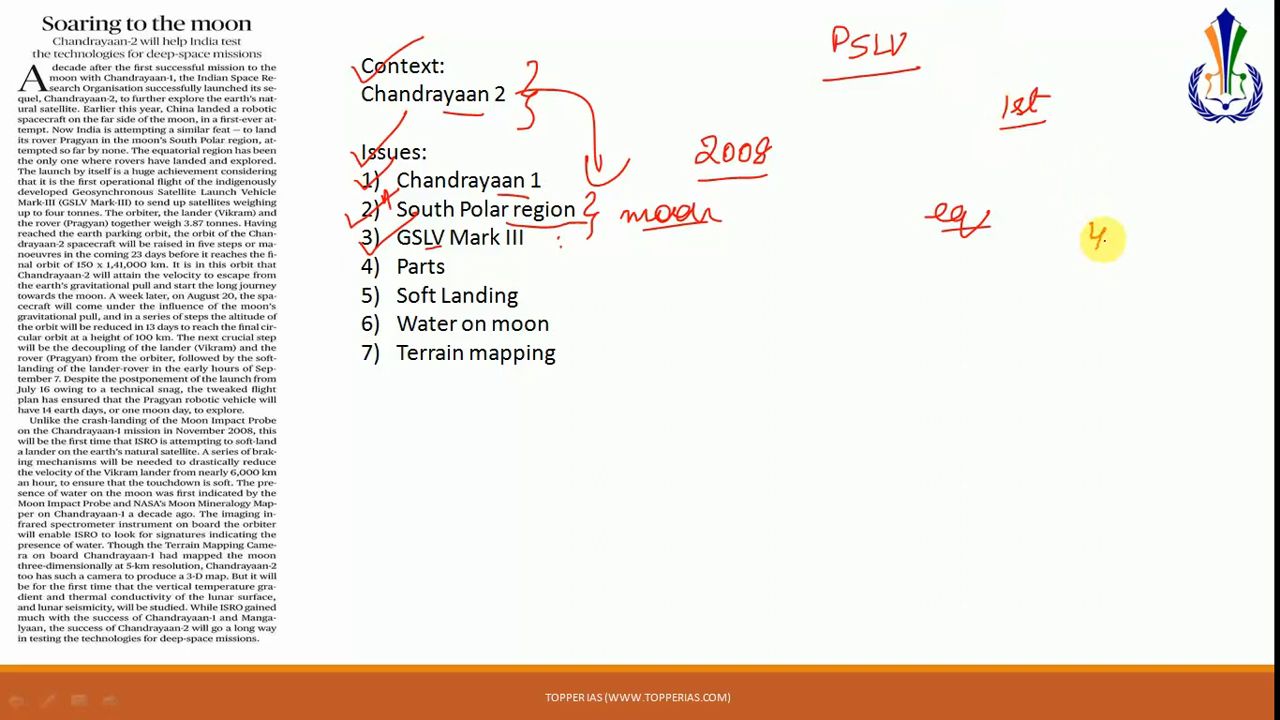 Soaring to the moon
Chandrayaan-2 will help India test
the technologies for deep-space missions
A decade after the first successful mission to the
moon with Chandrayaan-1, the Indian Space Re-
search Organisation successfully launched its se-
quel, Chandrayaan-2, to further explore the earth's nat-
ural satellite. Earlier this year, China landed a robotic
spacecraft on the far side of the moon, in a first-ever at-
tempt. Now India is attempting a similar feat — to land
its rover Pragyan in the moon's South Polar region, at-
tempted so far by none. The equatorial region has been
the only one where rovers have landed and explored.
The launch by itself is a huge achievement considering
that it is the first operational flight of the indigenously
developed Geosynchronous Satellite Launch Vehicle
Mark-III (GSLV Mark-III) to send up satellites weighing
up to four tonnes. The orbiter, the lander (Vikram) and
the rover (Pragyan) together weigh 3.87 tonnes. Having
reached the earth parking orbit, the orbit of the Chan-
drayaan-2 spacecraft will be raised in five steps or ma-
noeuvres in the coming 23 days before it reaches the fi-
nal orbit of 150 x 1,41,000 km. It is in this orbit that
Chandrayaan-2 will attain the velocity to escape from
the earth's gravitational pull and start the long journey
towards the moon. A week later, on August 20, the spa-
cecraft will come under the influence of the moon's
gravitational pull, and in a series of steps the altitude of
the orbit will be reduced in 13 days to reach the final cir-
cular orbit at a height of 100 km. The next crucial step
will be the decoupling of the lander (Vikram) and the
rover (Pragyan) from the orbiter, followed by the soft-
landing of the lander-rover in the early hours of Sep-
tember 7. Despite the postponement of the launch from
July 16 owing to a technical snag, the tweaked flight
plan has ensured that the Pragyan robotic vehicle will
have 14 earth days, or one moon day, to explore.
Unlike the crash-landing of the Moon Impact Probe
on the Chandrayaan-1 mission in November 2008, this
will be the first time that ISRO is attempting to soft-land
a lander on the earth's natural satellite. A series of brak-
ing mechanisms will be needed to drastically reduce
the velocity of the Vikram lander from nearly 6,000 km
an hour, to ensure that the touchdown is soft. The pre-
sence of water on the moon was first indicated by the
Moon Impact Probe and NASA's Moon Mineralogy Map-
per on Chandrayaan-1 a decade ago. The imaging in-
frared spectrometer instrument on board the orbiter
will enable ISRO to look for signatures indicating the
presence of water. Though the Terrain Mapping Came-
ra on board Chandrayaan-1 had mapped the moon
three-dimensionally at 5-km resolution, Chandrayaan-2
too has such a camera to produce a 3-D map. But it will
be for the first time that the vertical temperature gra-
dient and thermal conductivity of the lunar surface,
and lunar seismicity, will be studied. While ISRO gained
much with the success of Chandrayaan-1 and Manga-
lyaan, the success of Chandrayaan-2 will go a long way
in testing the technologies for deep-space missions.
Context:
Chandrayaan 2
Issues:
1) Chandrayaan 1
2) South Polar region
3) GSLV Mark III
4) Parts
5) Soft Landing
6) Water on moon
7) Terrain mapping
PSLV
1st
2008
moon
eq
4
TOPPER IAS (WWW.TOPPERIAS.COM)